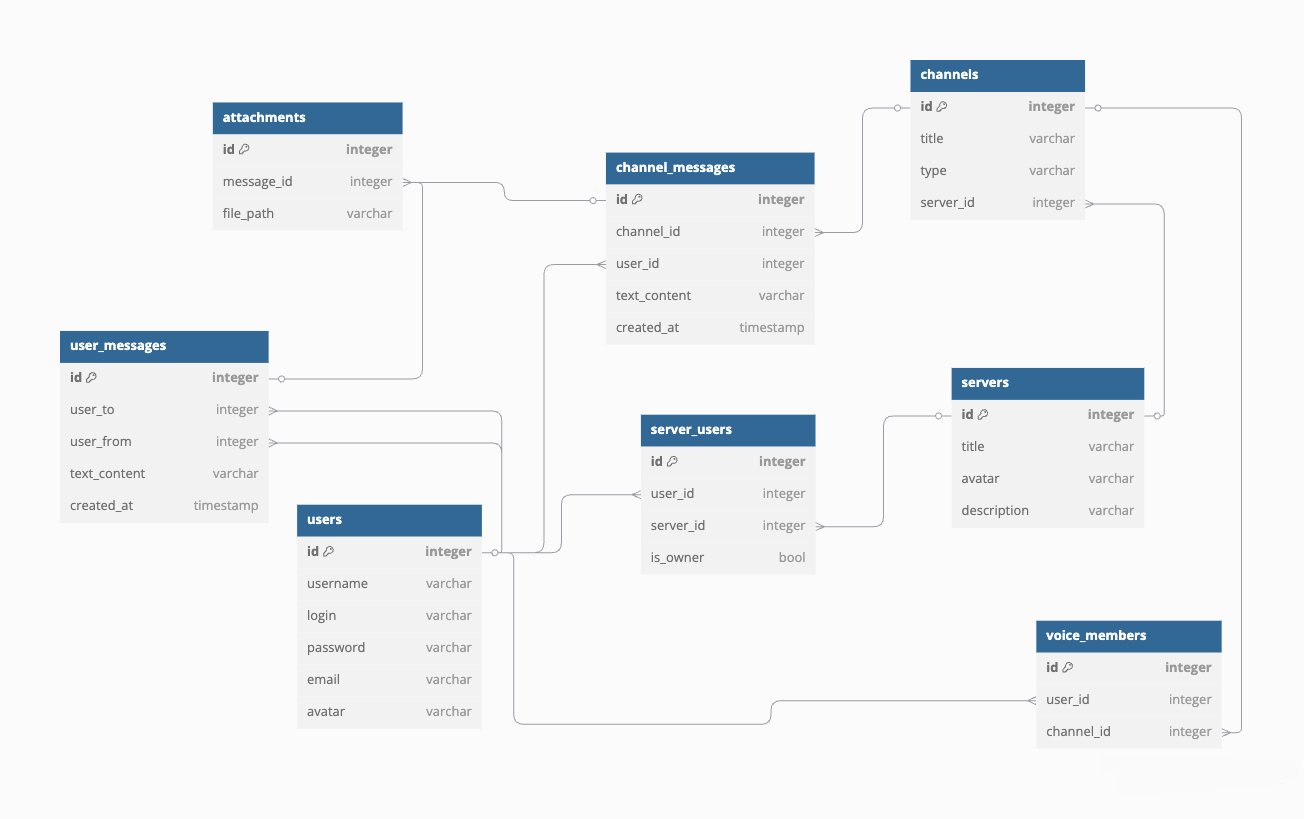 channels
id integer
title varchar
type varchar
server_id integer
attachments
id integer
message_id integer
file_path varchar
channel_messages
id integer
channel_id integer
user_id integer
text_content varchar
created_at timestamp
user_messages
id integer
user_to integer
user_from integer
text_content varchar
created_at timestamp
servers
id integer
title varchar
avatar varchar
description varchar
server_users
id integer
user_id integer
server_id integer
is_owner bool
users
id integer
username varchar
login varchar
password varchar
email varchar
avatar varchar
voice_members
id integer
user_id integer
channel_id integer